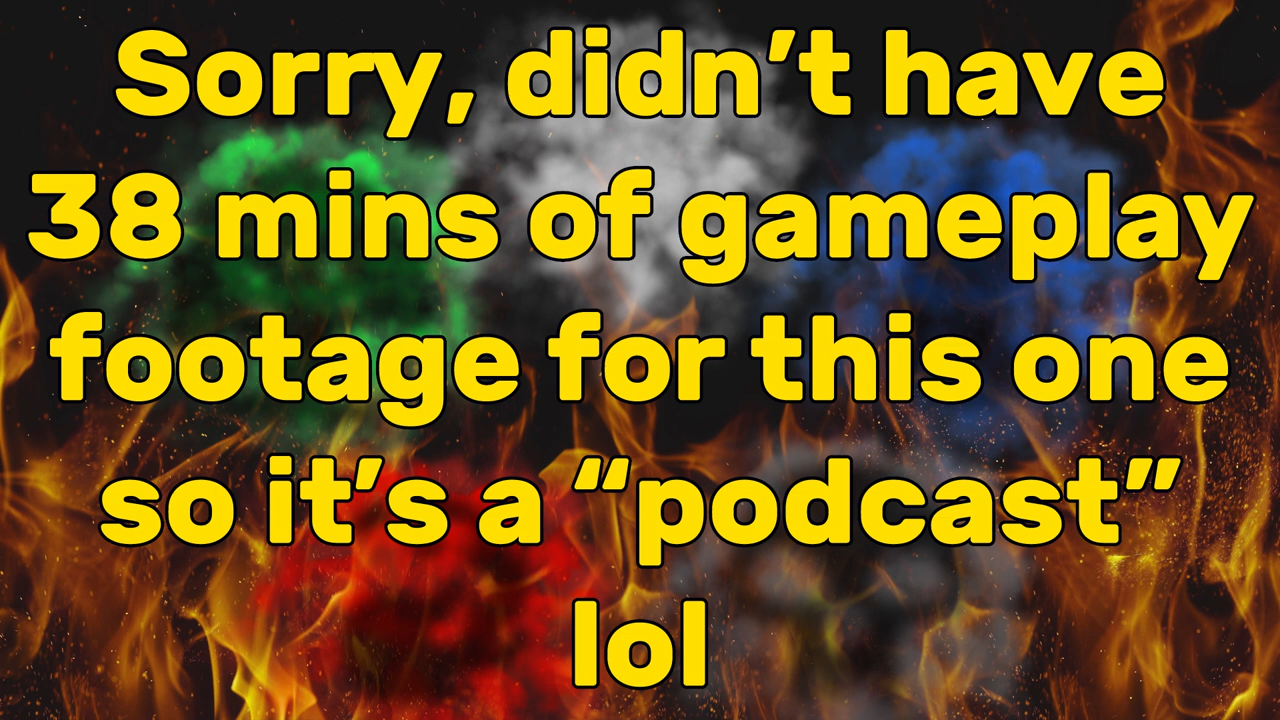 Sorry, didn’t have
38 mins of gameplay
footage for this one
so it’s a “podcast”
lol